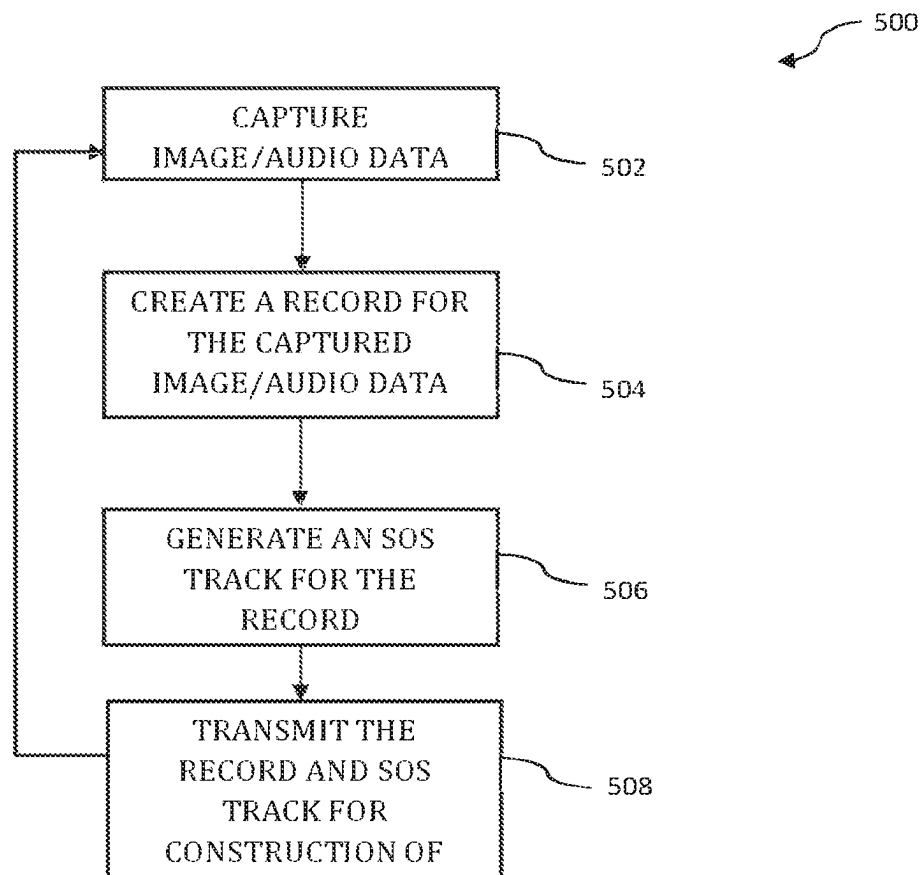 500
CAPTURE
IMAGE/AUDIO DATA
502
CREATE A RECORD FOR
THE CAPTURED
IMAGE/AUDIO DATA
504
GENERATE AN SOS
TRACK FOR THE
RECORD
506
TRANSMIT THE
RECORD AND SOS
TRACK FOR
CONSTRUCTION OF
508